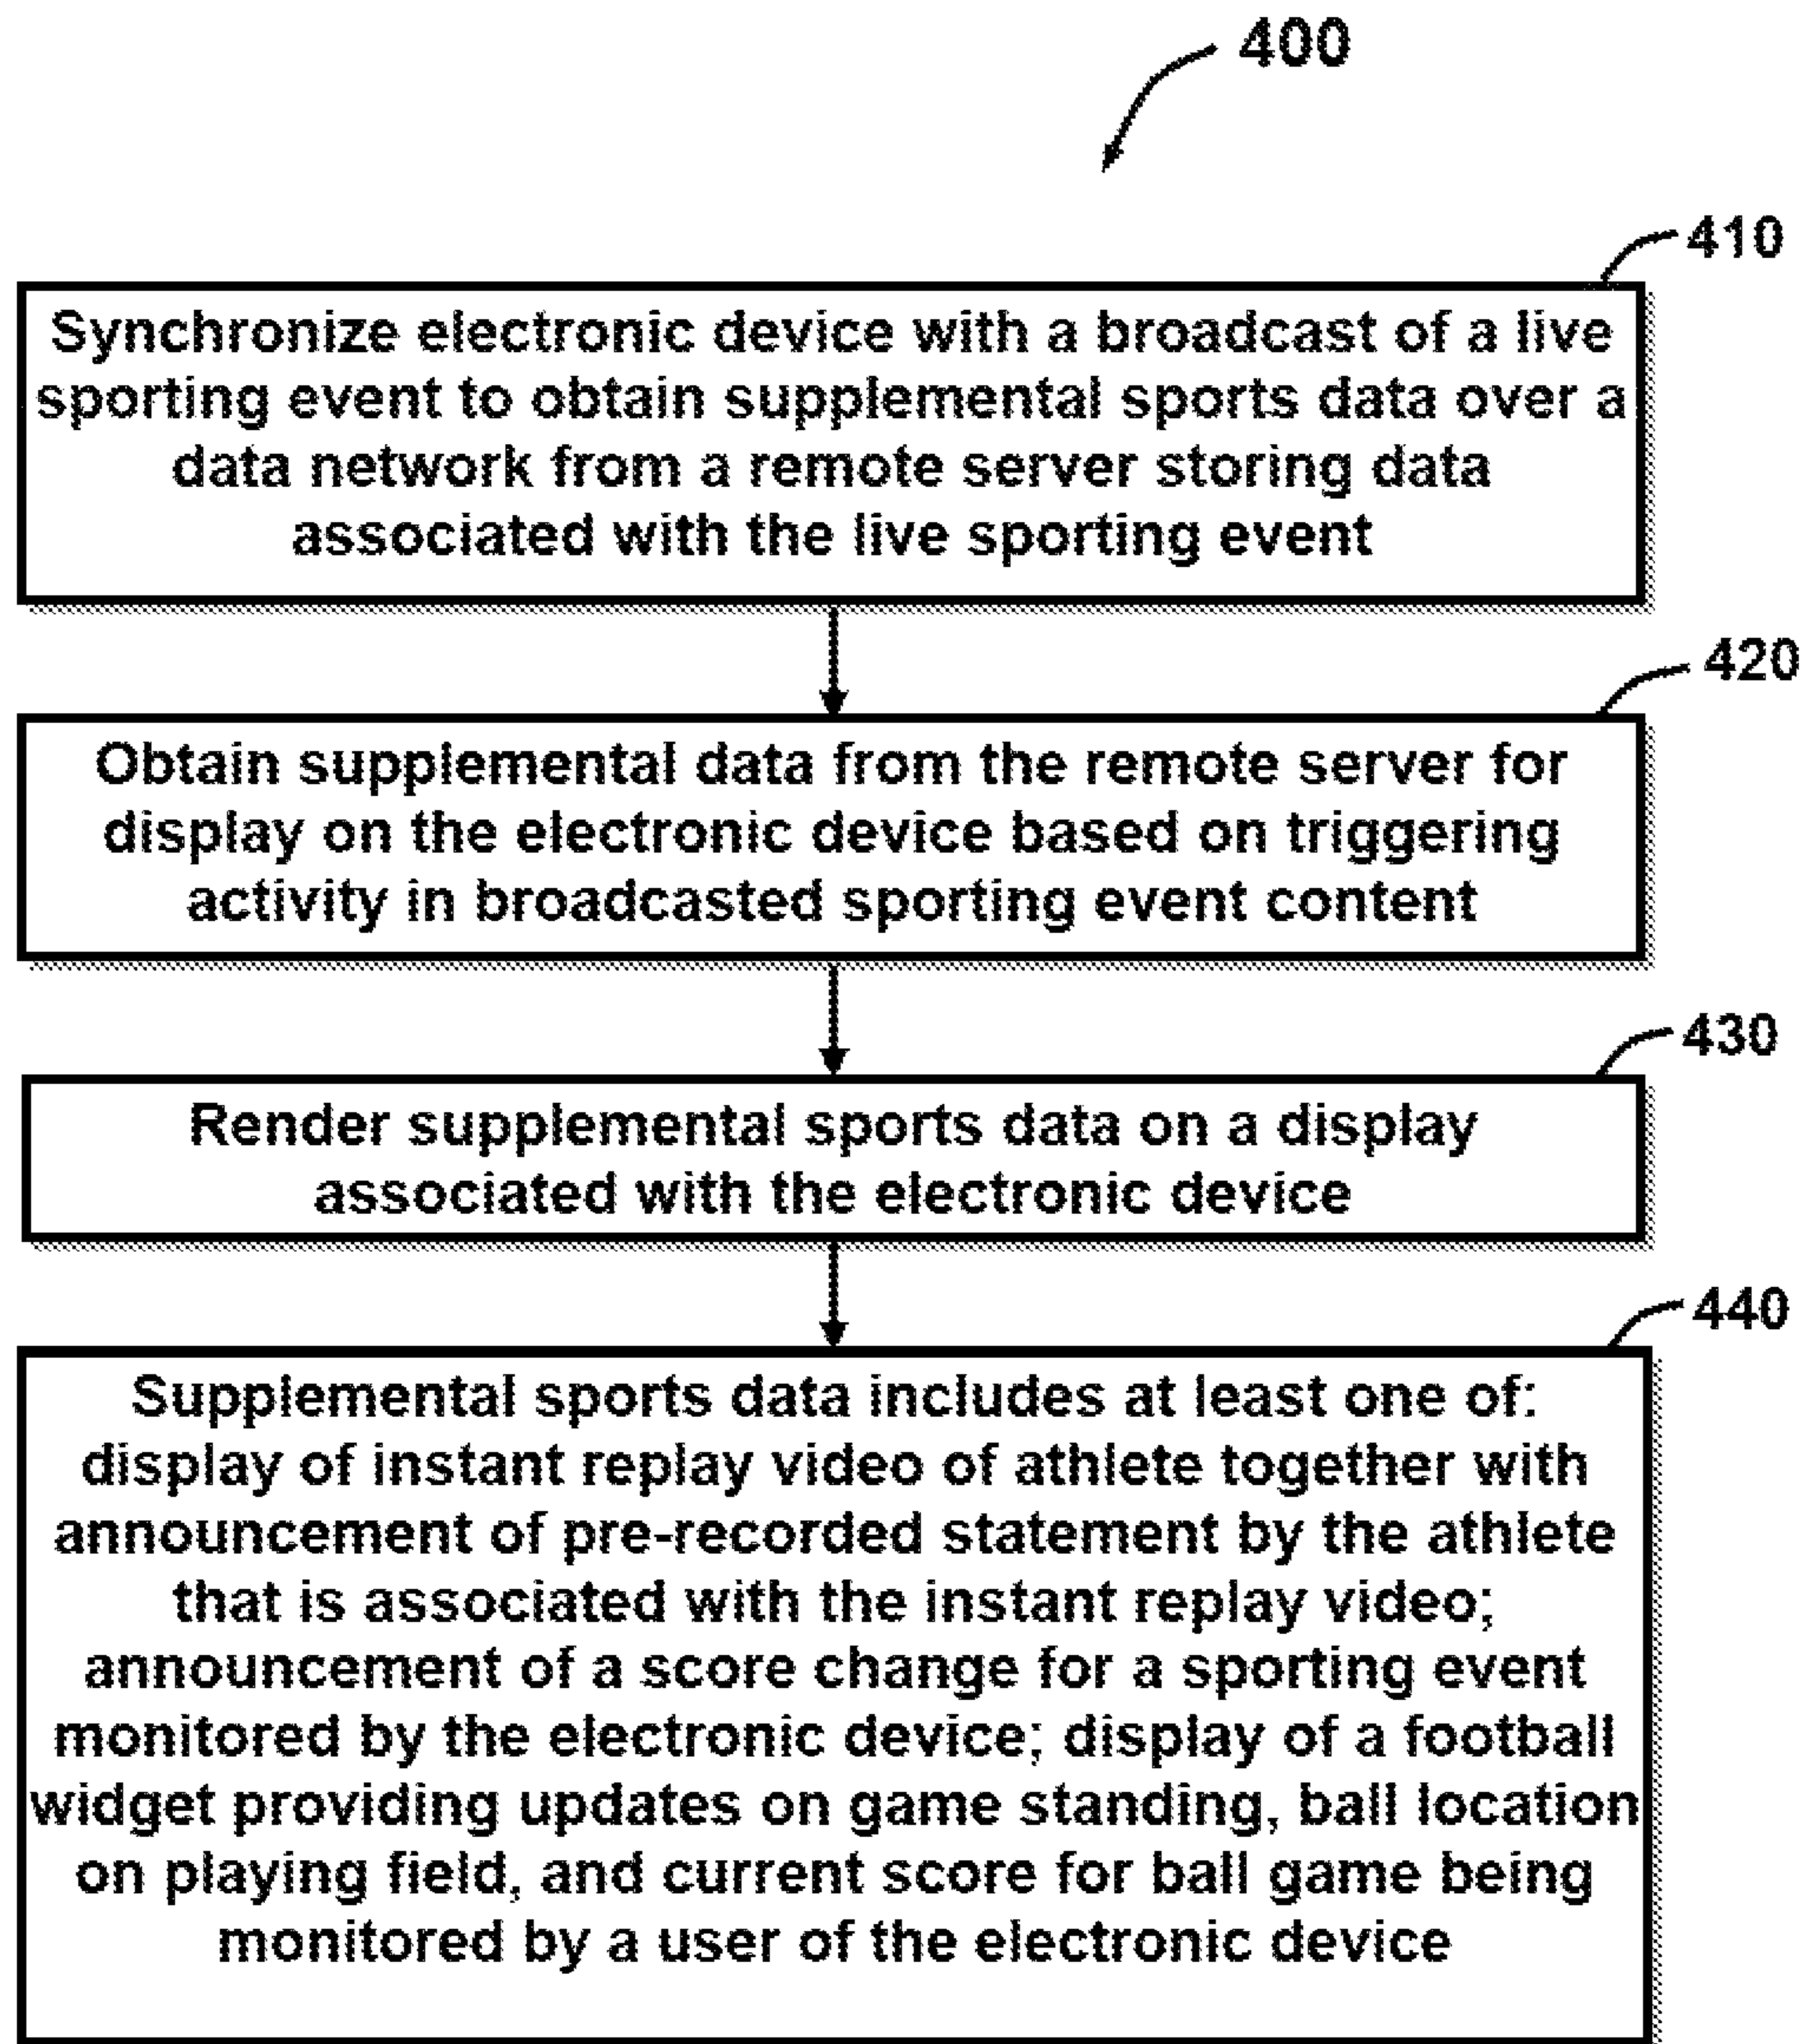 400
410
Synchronize electronic device with a broadcast of a live
sporting event to obtain supplemental sports data over a
data network from a remote server storing data
associated with the live sporting event
420
Obtain supplemental data from the remote server for
display on the electronic device based on triggering
activity in broadcasted sporting event content
430
Render supplemental sports data on a display
associated with the electronic device
440
Supplemental sports data includes at least one of:
display of instant replay video of athlete together with
announcement of pre-recorded statement by the athlete
that is associated with the instant replay video;
announcement of a score change for a sporting event
monitored by the electronic device; display of a football
widget providing updates on game standing, ball location
on playing field, and current score for ball game being
monitored by a user of the electronic device